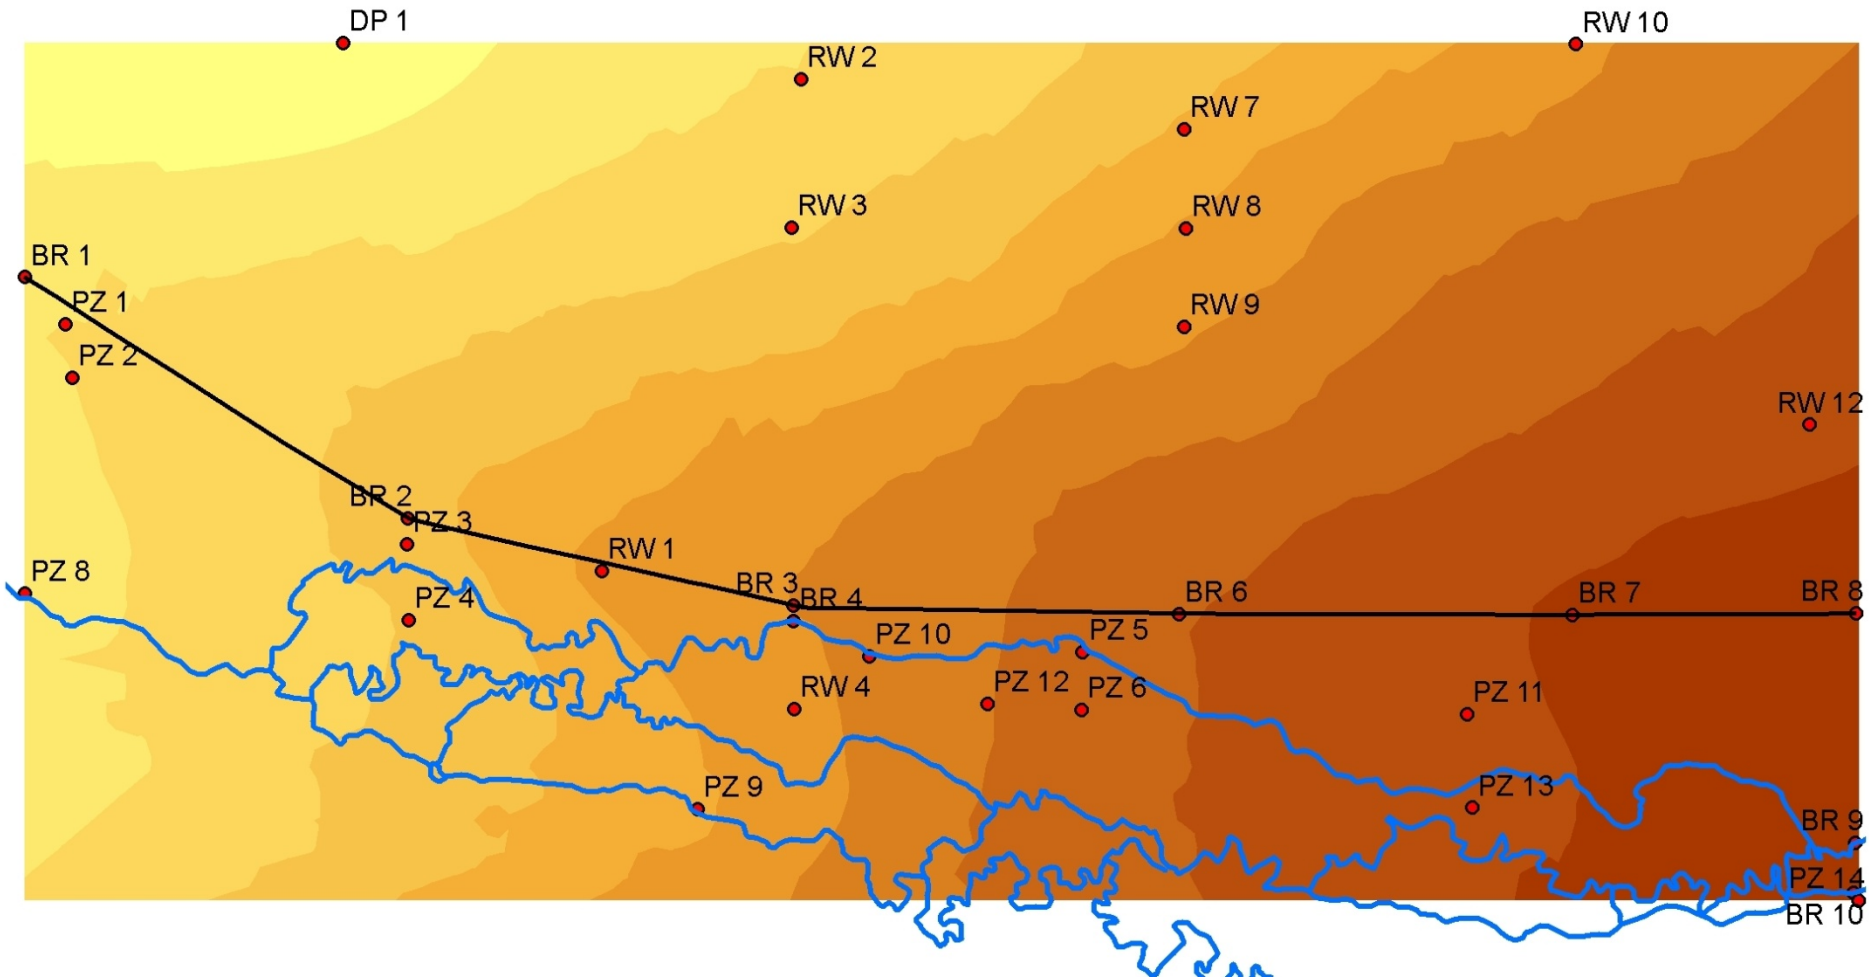 DP 1
RW 10
RW 2
RW 7
RW 3
RW 8
BR 1
PZ 1
RW 9
PZ 2
RW 12
BR 2
PZ 3
RW 1
PZ 8
BR 3
BR 4
BR 6
BR 7
BR 8
PZ 4
PZ 10
PZ 5
RW 4
PZ 12
PZ 6
PZ 11
PZ 9
PZ 13
BR 9
PZ 14
BR 10